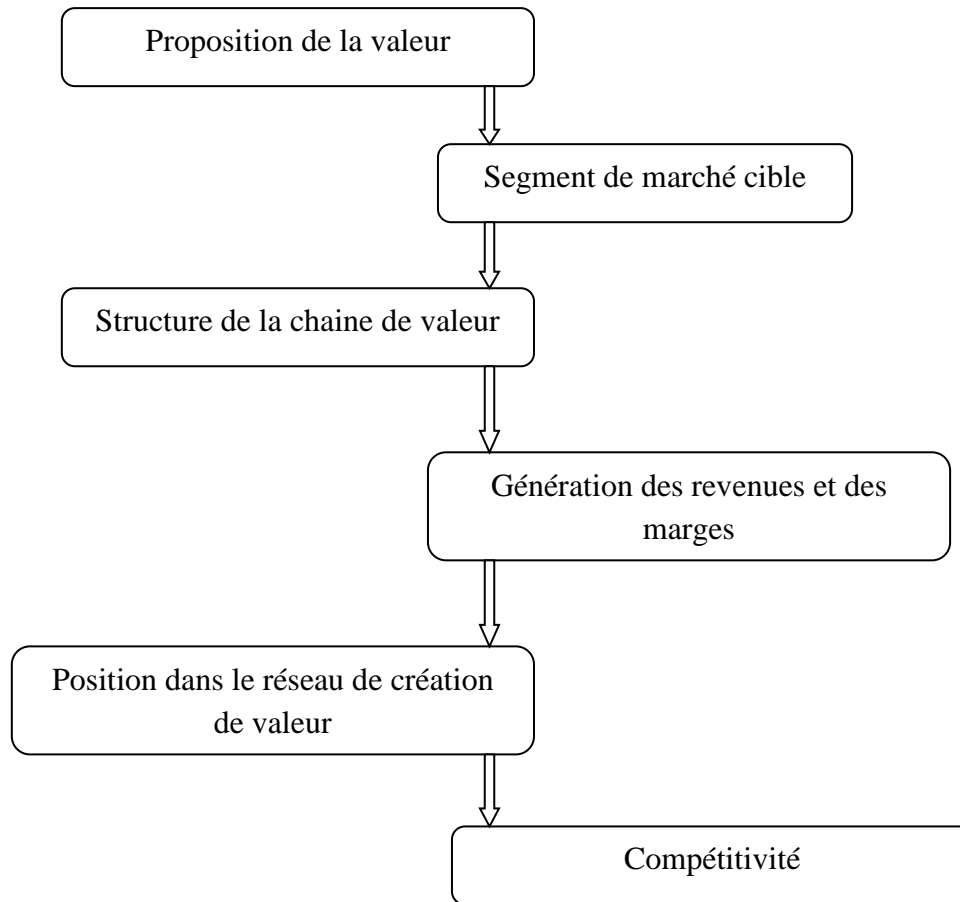 Proposition de la valeur
Segment de marché cible
Structure de la chaine de valeur
Génération des revenues et des
marges
Position dans le réseau de création
de valeur
Compétitivité